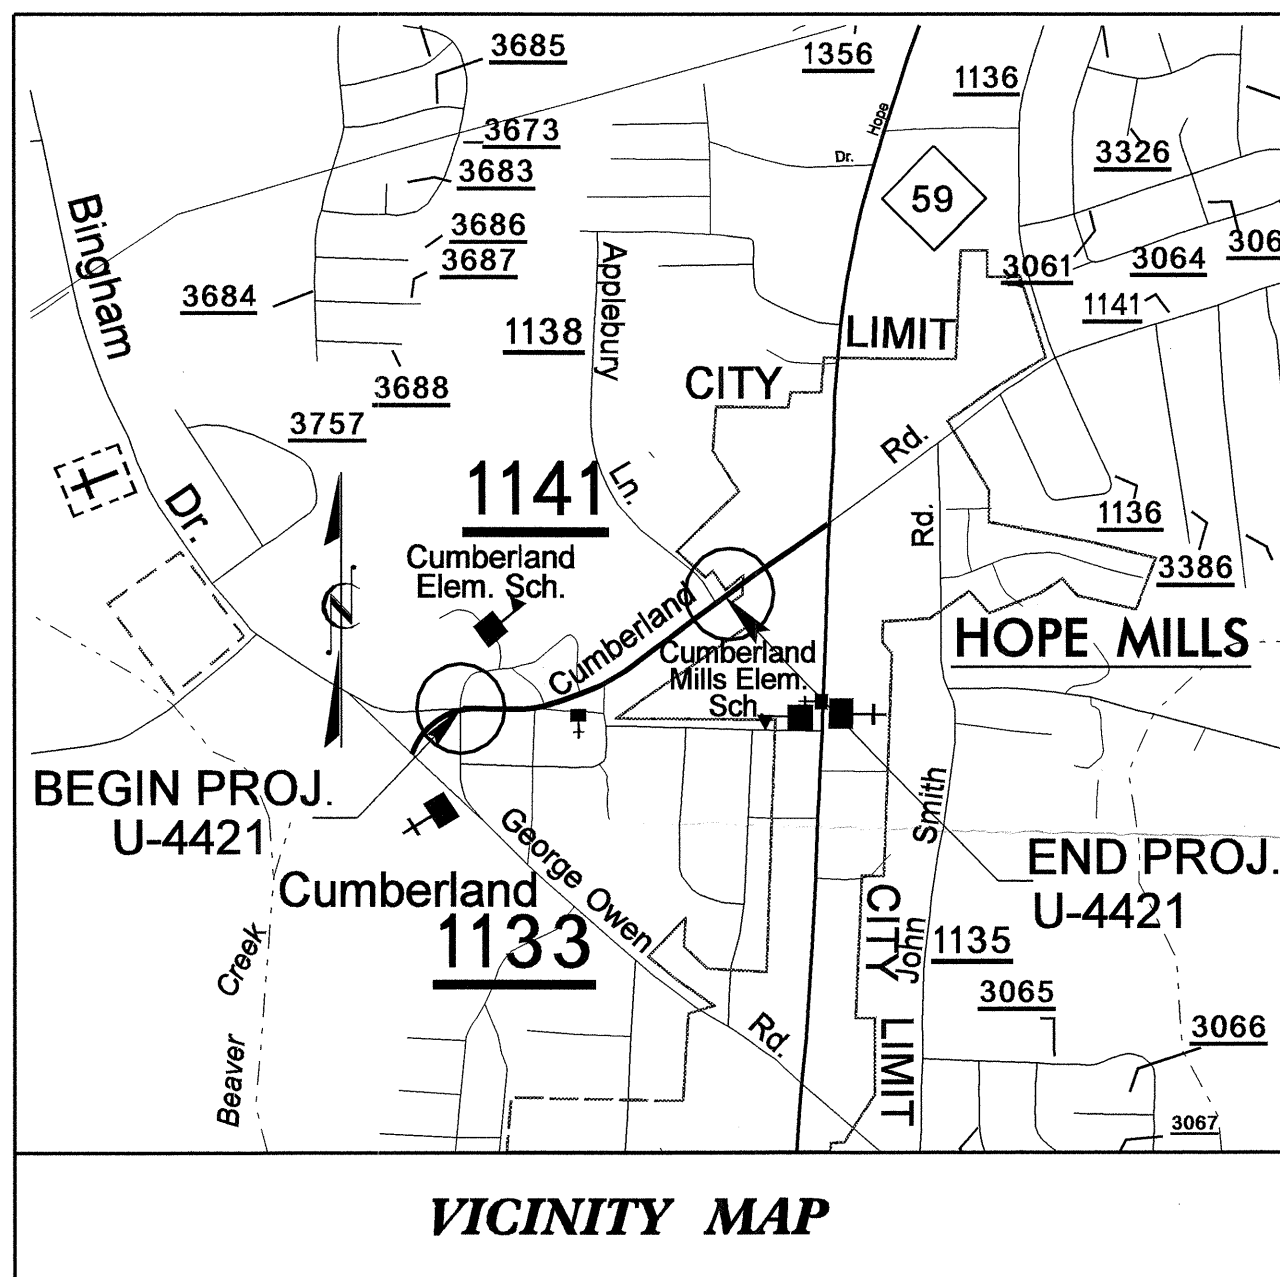 3685
1356
1136
Hope
3673
3326
Dr.
3683
59
Bingham
3686
3687
Applebury
3061
3064
306
3684
1141
1138
LIMIT
CITY
3688
3757
Rd.
1141
Ln.
Dr.
1136
Rd.
Cumberland
Elem. Sch.
3386
N
Cumberland
HOPE MILLS
Cumberland
Mills Elem.
Sch.
BEGIN PROJ.
U-4421
George Owen
Smith
END PROJ.
U-4421
Cumberland
1133
CITY
John
1135
Creek
3065
Rd.
LIMIT
3066
Beaver
3067
VICINITY MAP